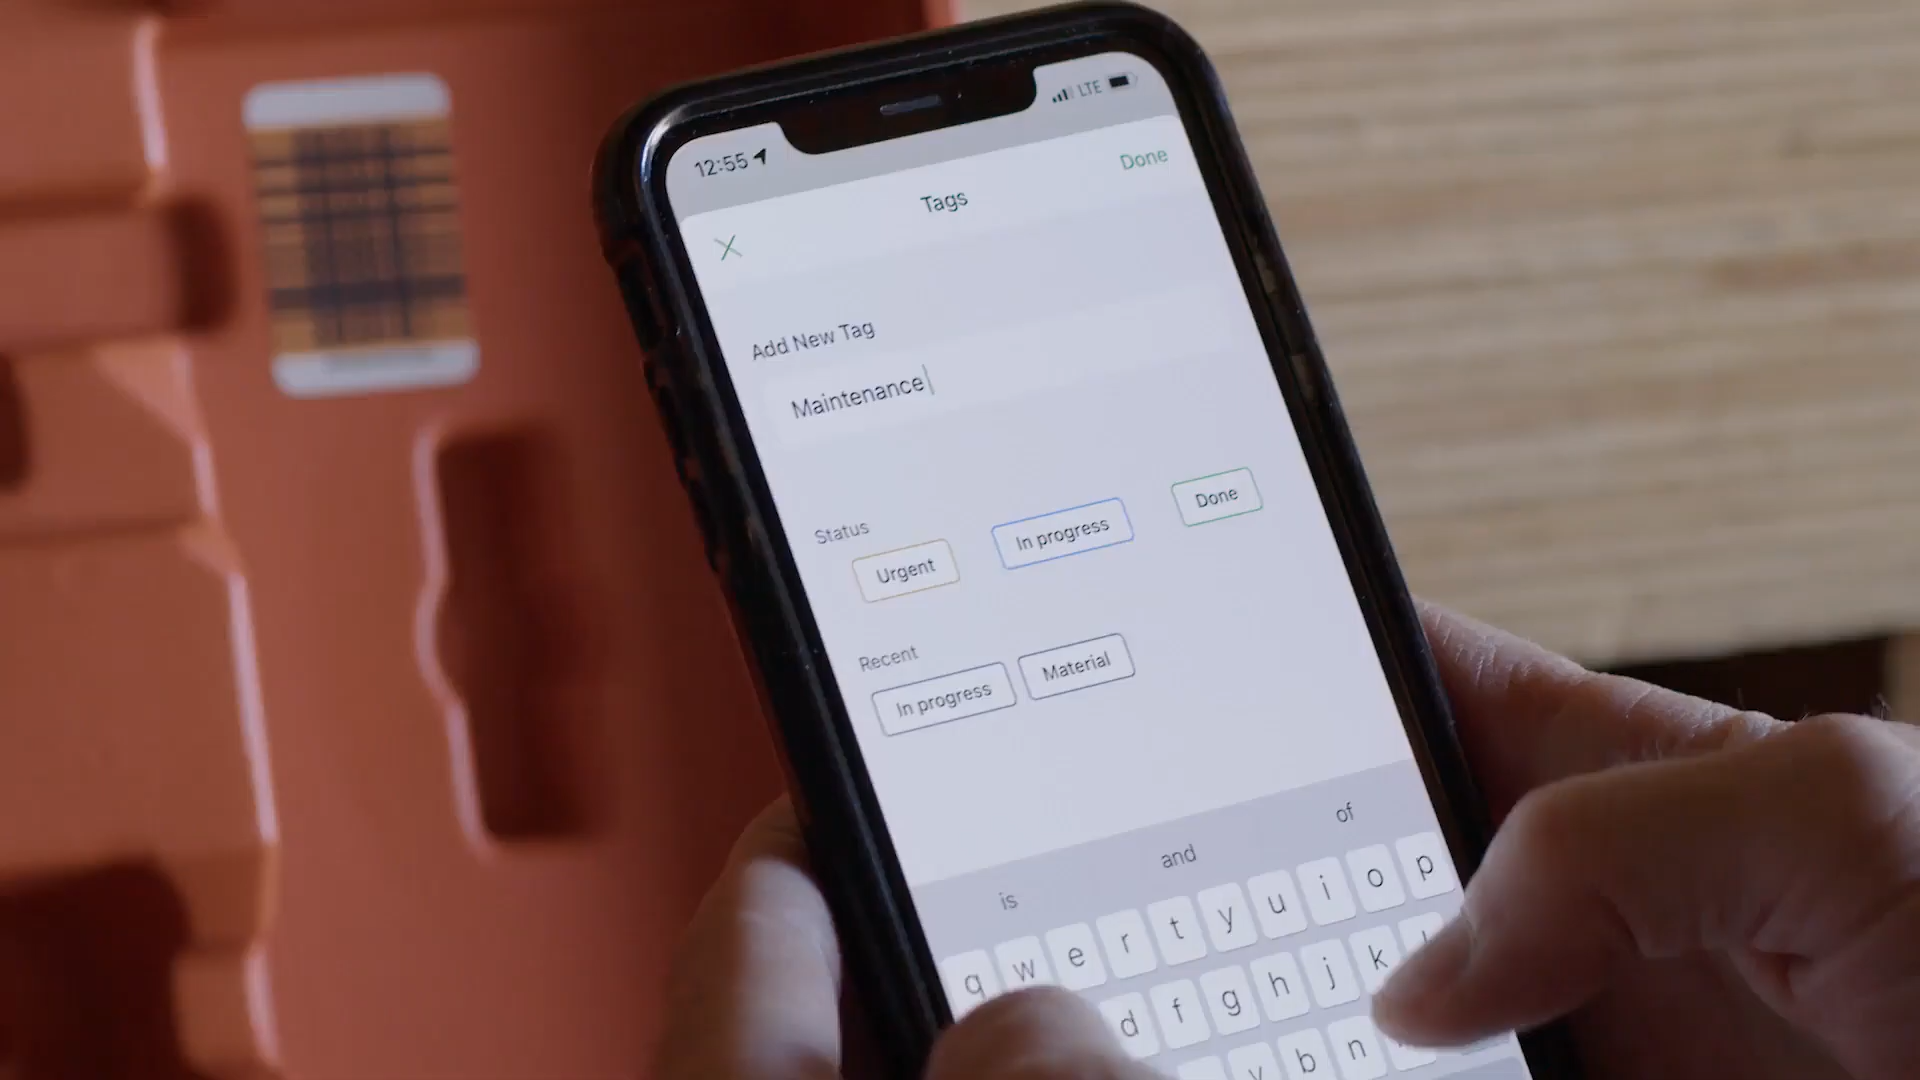 12:55
LTE
Done
Tags
Add New Tag
Maintenance
Status
Urgent
In progress
Done
Recent
In progress
Material
is
and
of
q w e r t y u i o p
d f g h j k
v b n